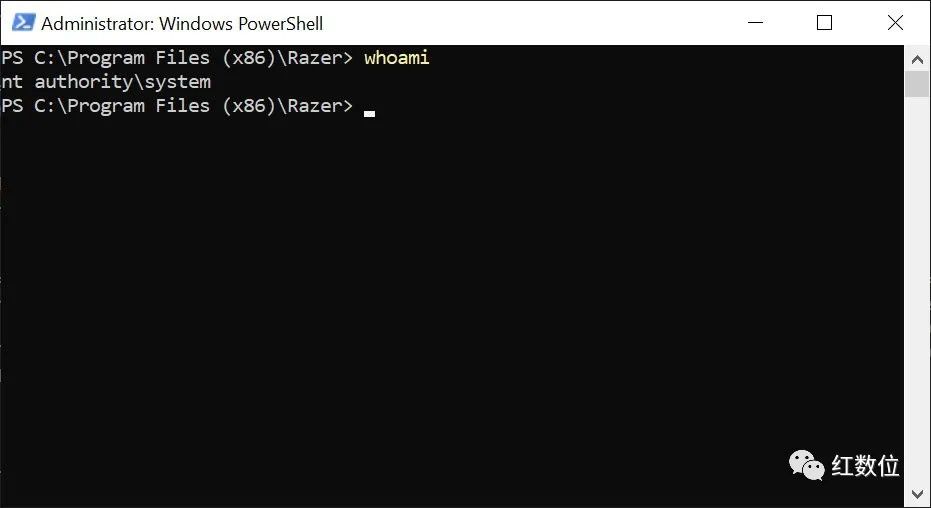 Administrator: Windows PowerShell
PS C:\Program Files (x86)\Razer> whoami
nt authority\system
PS C:\Program Files (x86)\Razer>
红数位